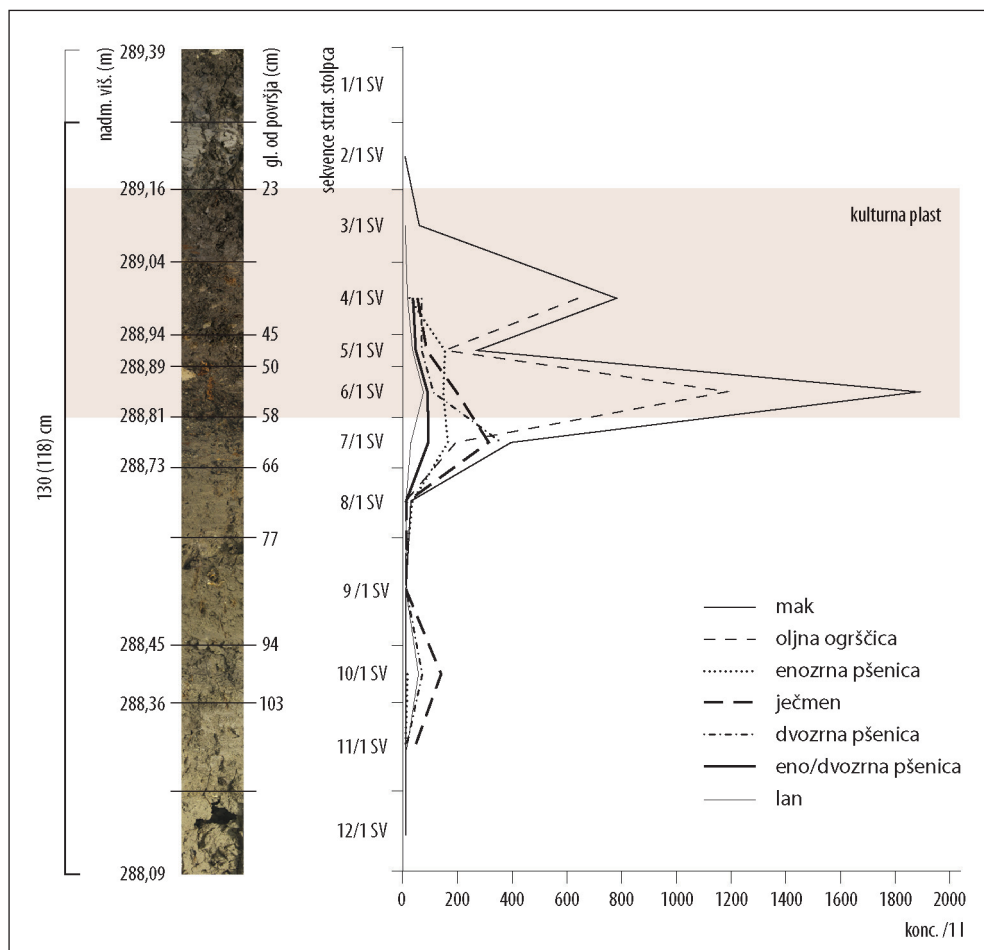 nadm. viš. (m)
gl. od površja (cm)
sekvence strat. stolpca
130 (118) cm
289,39
289,16
289,04
288,94
288,89
288,81
288,73
288,45
288,36
288,09
23
45
50
58
66
77
94
103
1/1 SV
2/1 SV
3/1 SV
4/1 SV
5/1 SV
6/1 SV
7/1 SV
8/1 SV
9 /1 SV
10/1 SV
11/1 SV
12/1 SV
kulturna plast
mak
oljna ogrščica
enozrna pšenica
ječmen
dvozrna pšenica
eno/dvozrna pšenica
lan
0 200 400 600 800 1000 1200 1400 1600 1800 2000
konc. /1 l